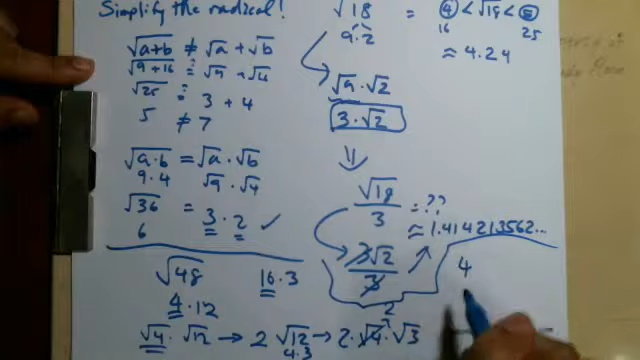 Simplify the radical!
√a+b ≠ √a + √b
√9+16 = √9 + √16
√25 = 3 + 4
5 ≠ 7
√a·b = √a · √b
9·4 √9 · √4
√36 = 3 · 2 ✓
6
√48 16·3
4·12
√4 · √12 → 2 √12 → 2·√4·√3
4·3
2
√18 = 4 < √18 < 5
9·2 16 25
≈ 4.24
√9 · √2
3·√2
√18
3 = ??
≈ 1.414213562...
3√2
3
4